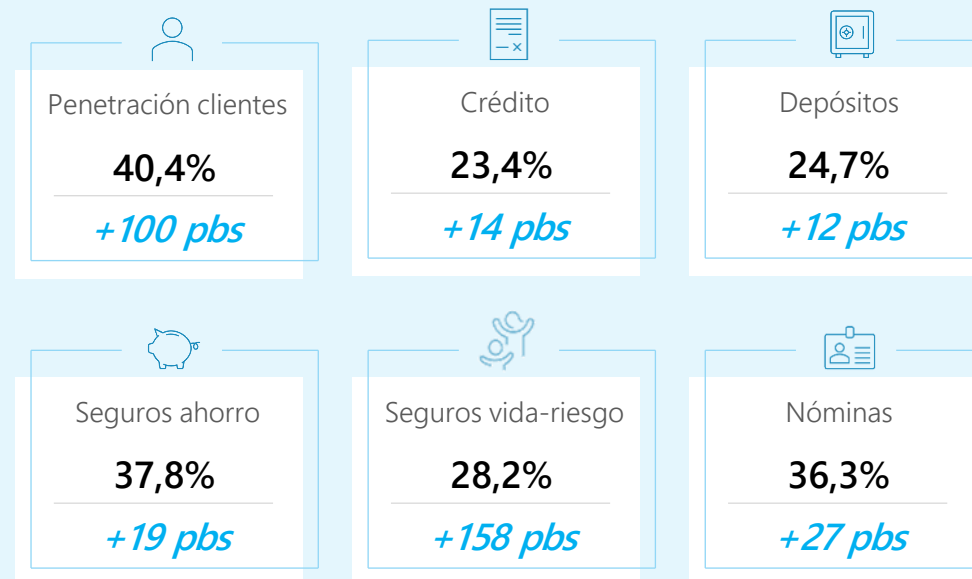 Penetración clientes
40,4%
+100 pbs
Crédito
23,4%
+14 pbs
Depósitos
24,7%
+12 pbs
Seguros ahorro
37,8%
+19 pbs
Seguros vida-riesgo
28,2%
+158 pbs
Nóminas
36,3%
+27 pbs